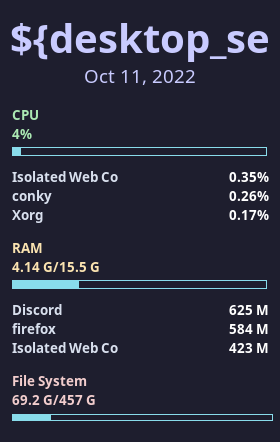 ${desktop_se
Oct 11, 2022
CPU
4%
Isolated Web Co 0.35%
conky 0.26%
Xorg 0.17%
RAM
4.14 G/15.5 G
Discord 625 M
firefox 584 M
Isolated Web Co 423 M
File System
69.2 G/457 G